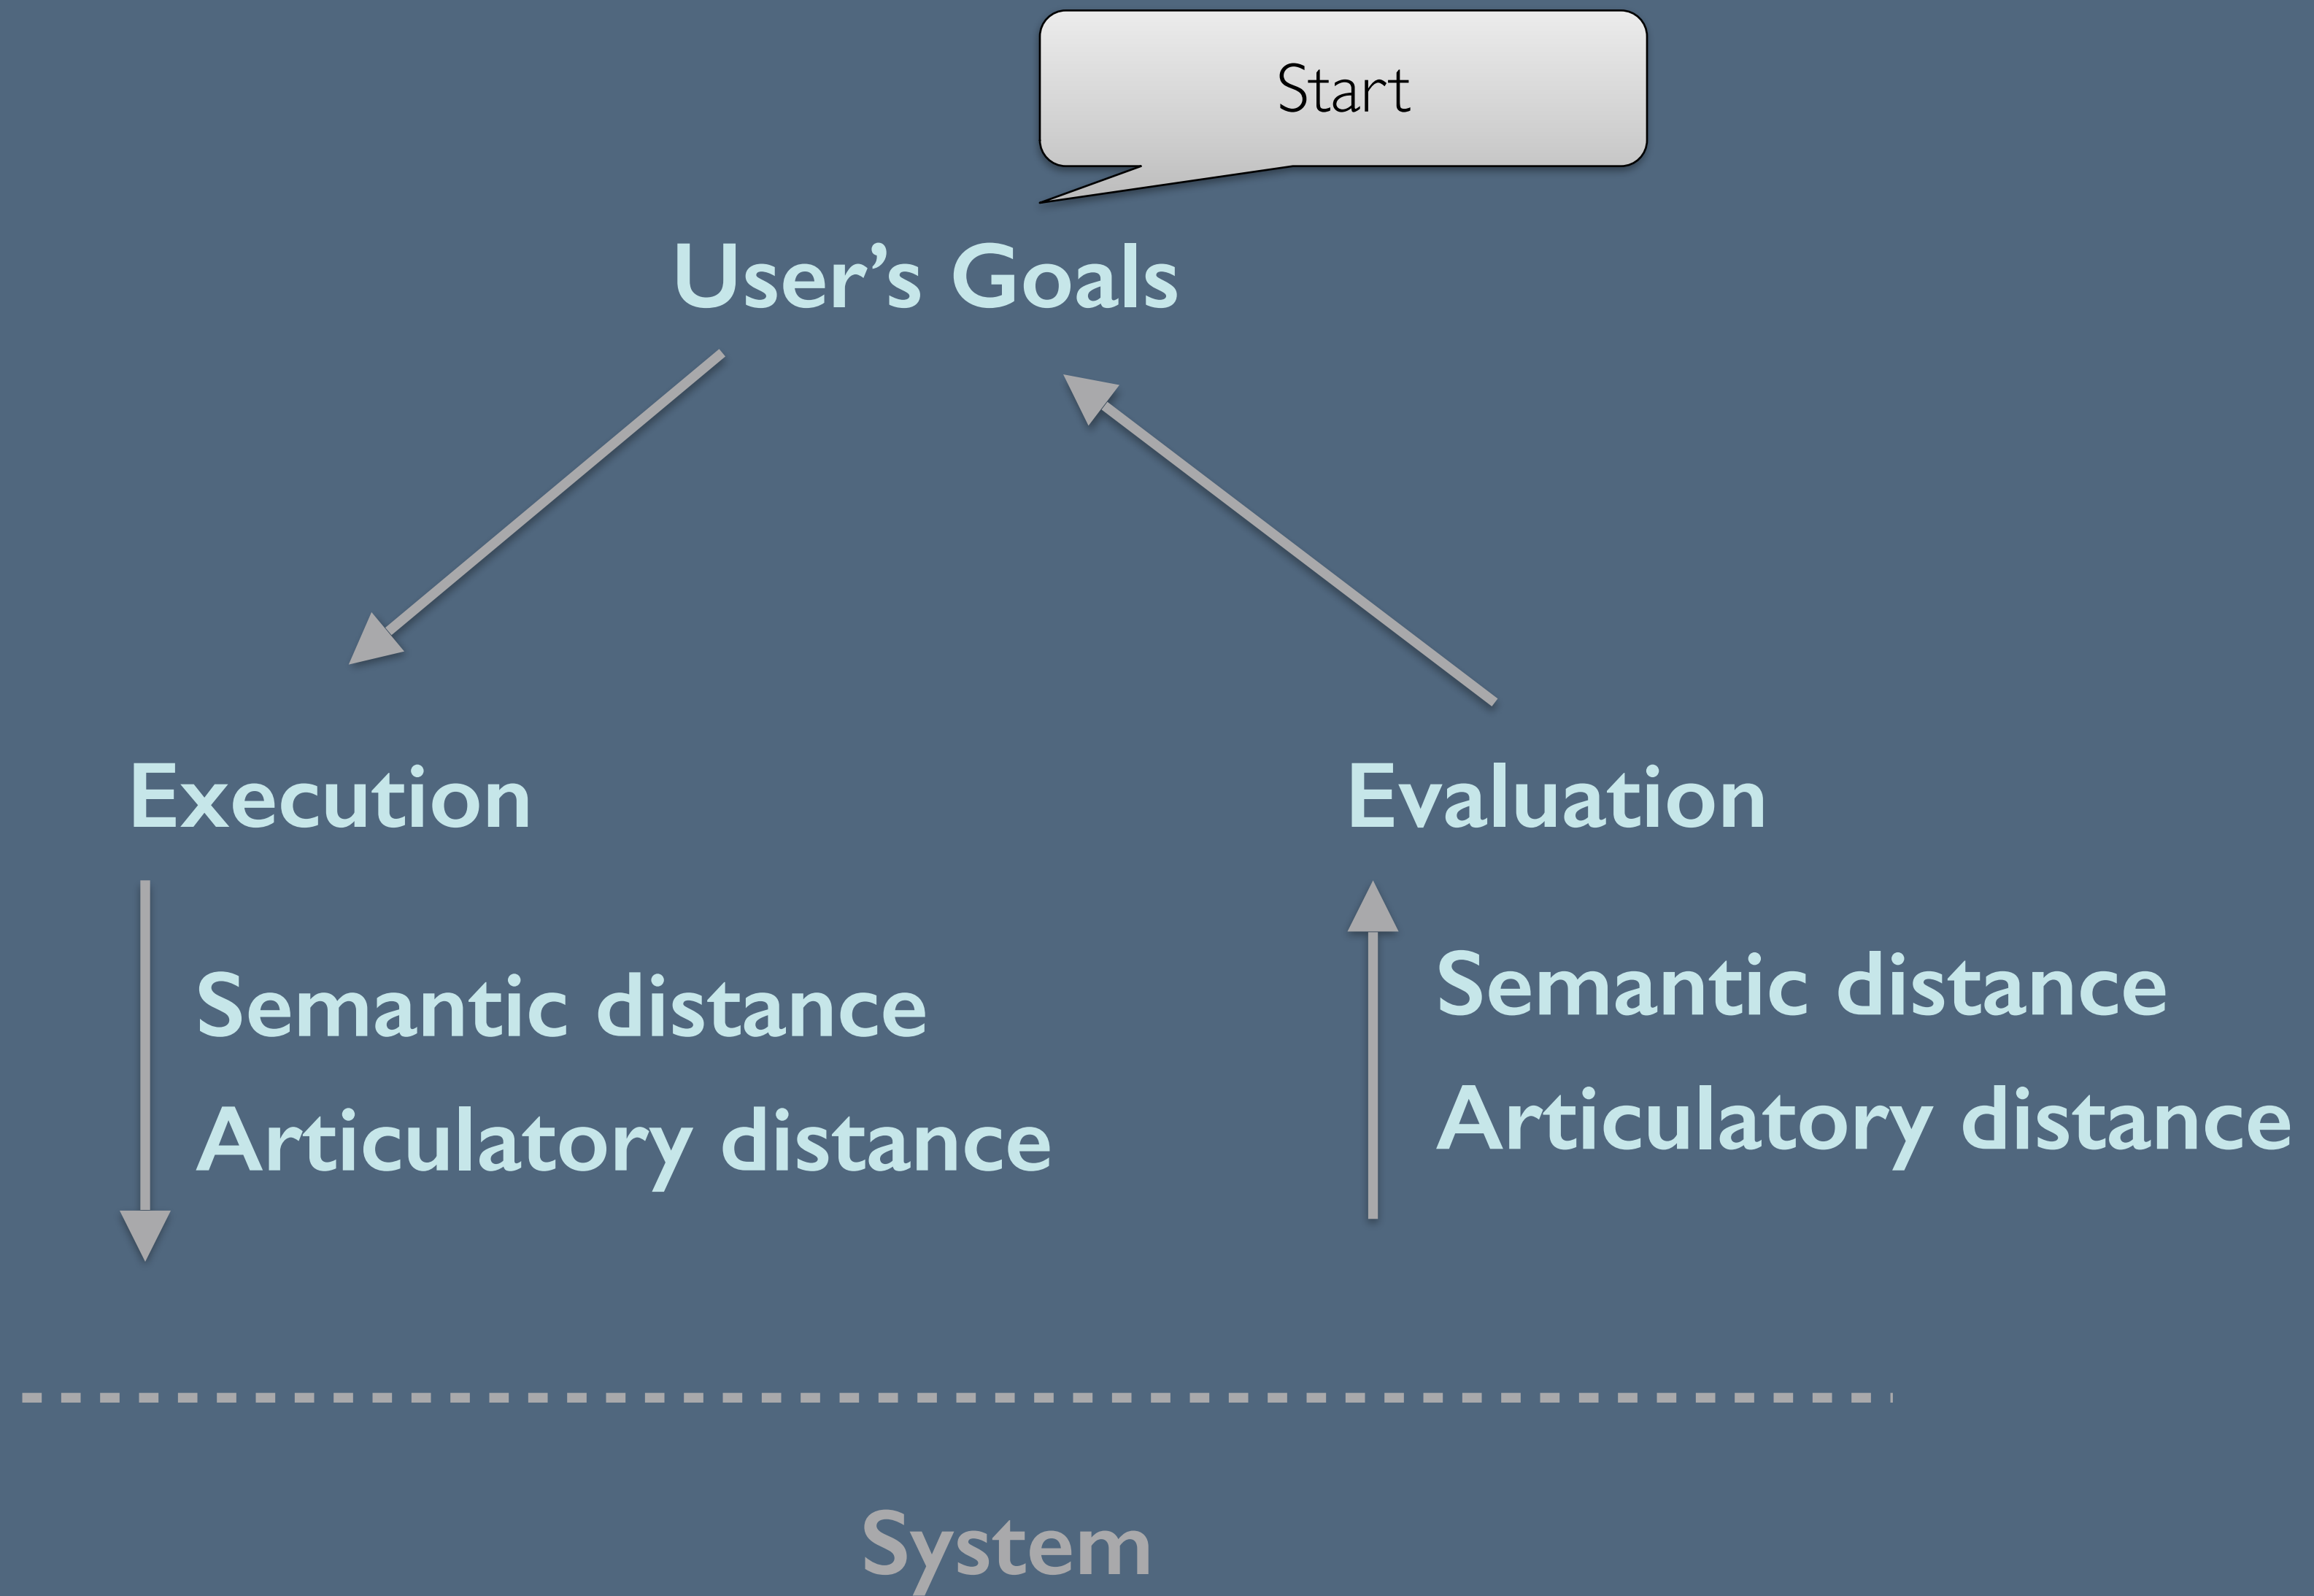 Start
User’s Goals
Execution
Evaluation
Semantic distance
Articulatory distance
Semantic distance
Articulatory distance
System